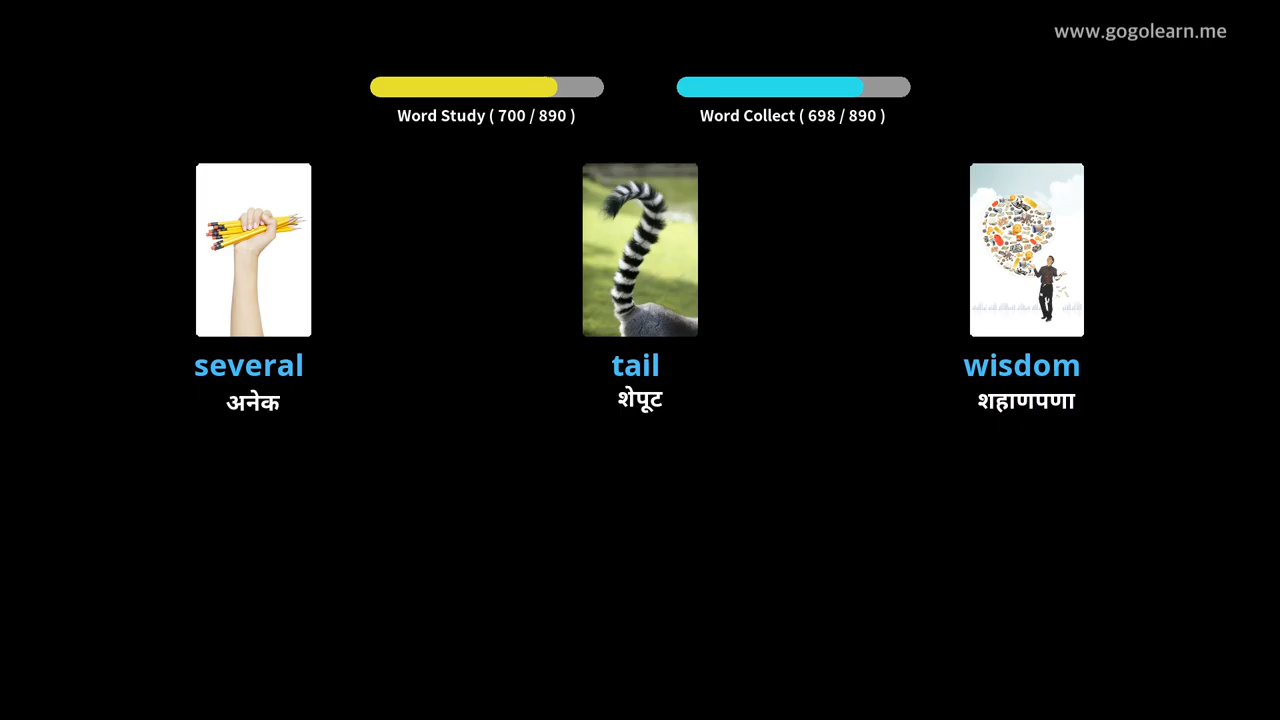 www.gogolearn.me
Word Study ( 700 / 890 )
Word Collect ( 698 / 890 )
several
tail
wisdom
अनेक
शेपूट
शहाणपणा